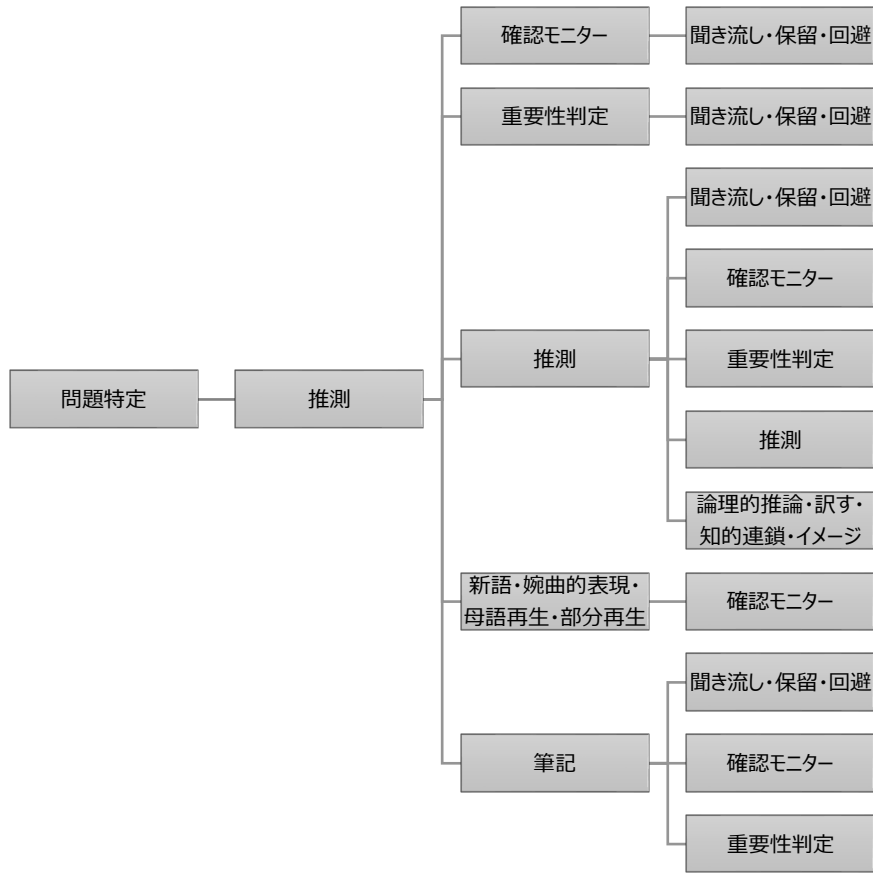 確認モニター
聞き流し・保留・回避
重要性判定
聞き流し・保留・回避
聞き流し・保留・回避
確認モニター
推測
重要性判定
問題特定
推測
推測
論理的推論・訳す・
知的連鎖・イメージ
新語・婉曲的表現・
母語再生・部分再生
確認モニター
聞き流し・保留・回避
筆記
確認モニター
重要性判定